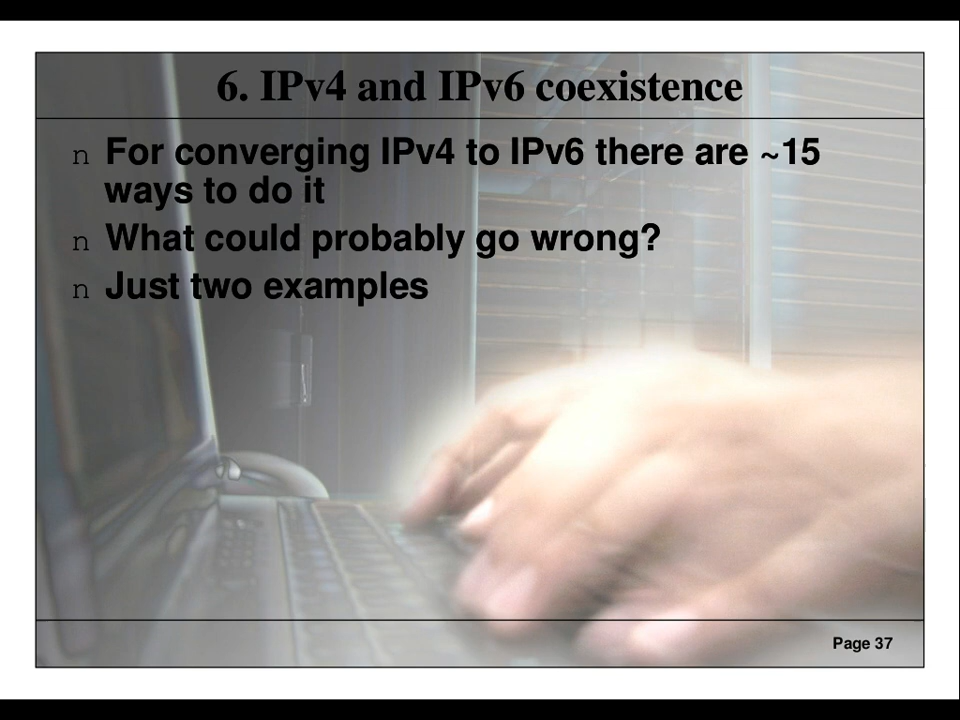 6. IPv4 and IPv6 coexistence
n For converging IPv4 to IPv6 there are ~15
ways to do it
n What could probably go wrong?
n Just two examples
Page 37